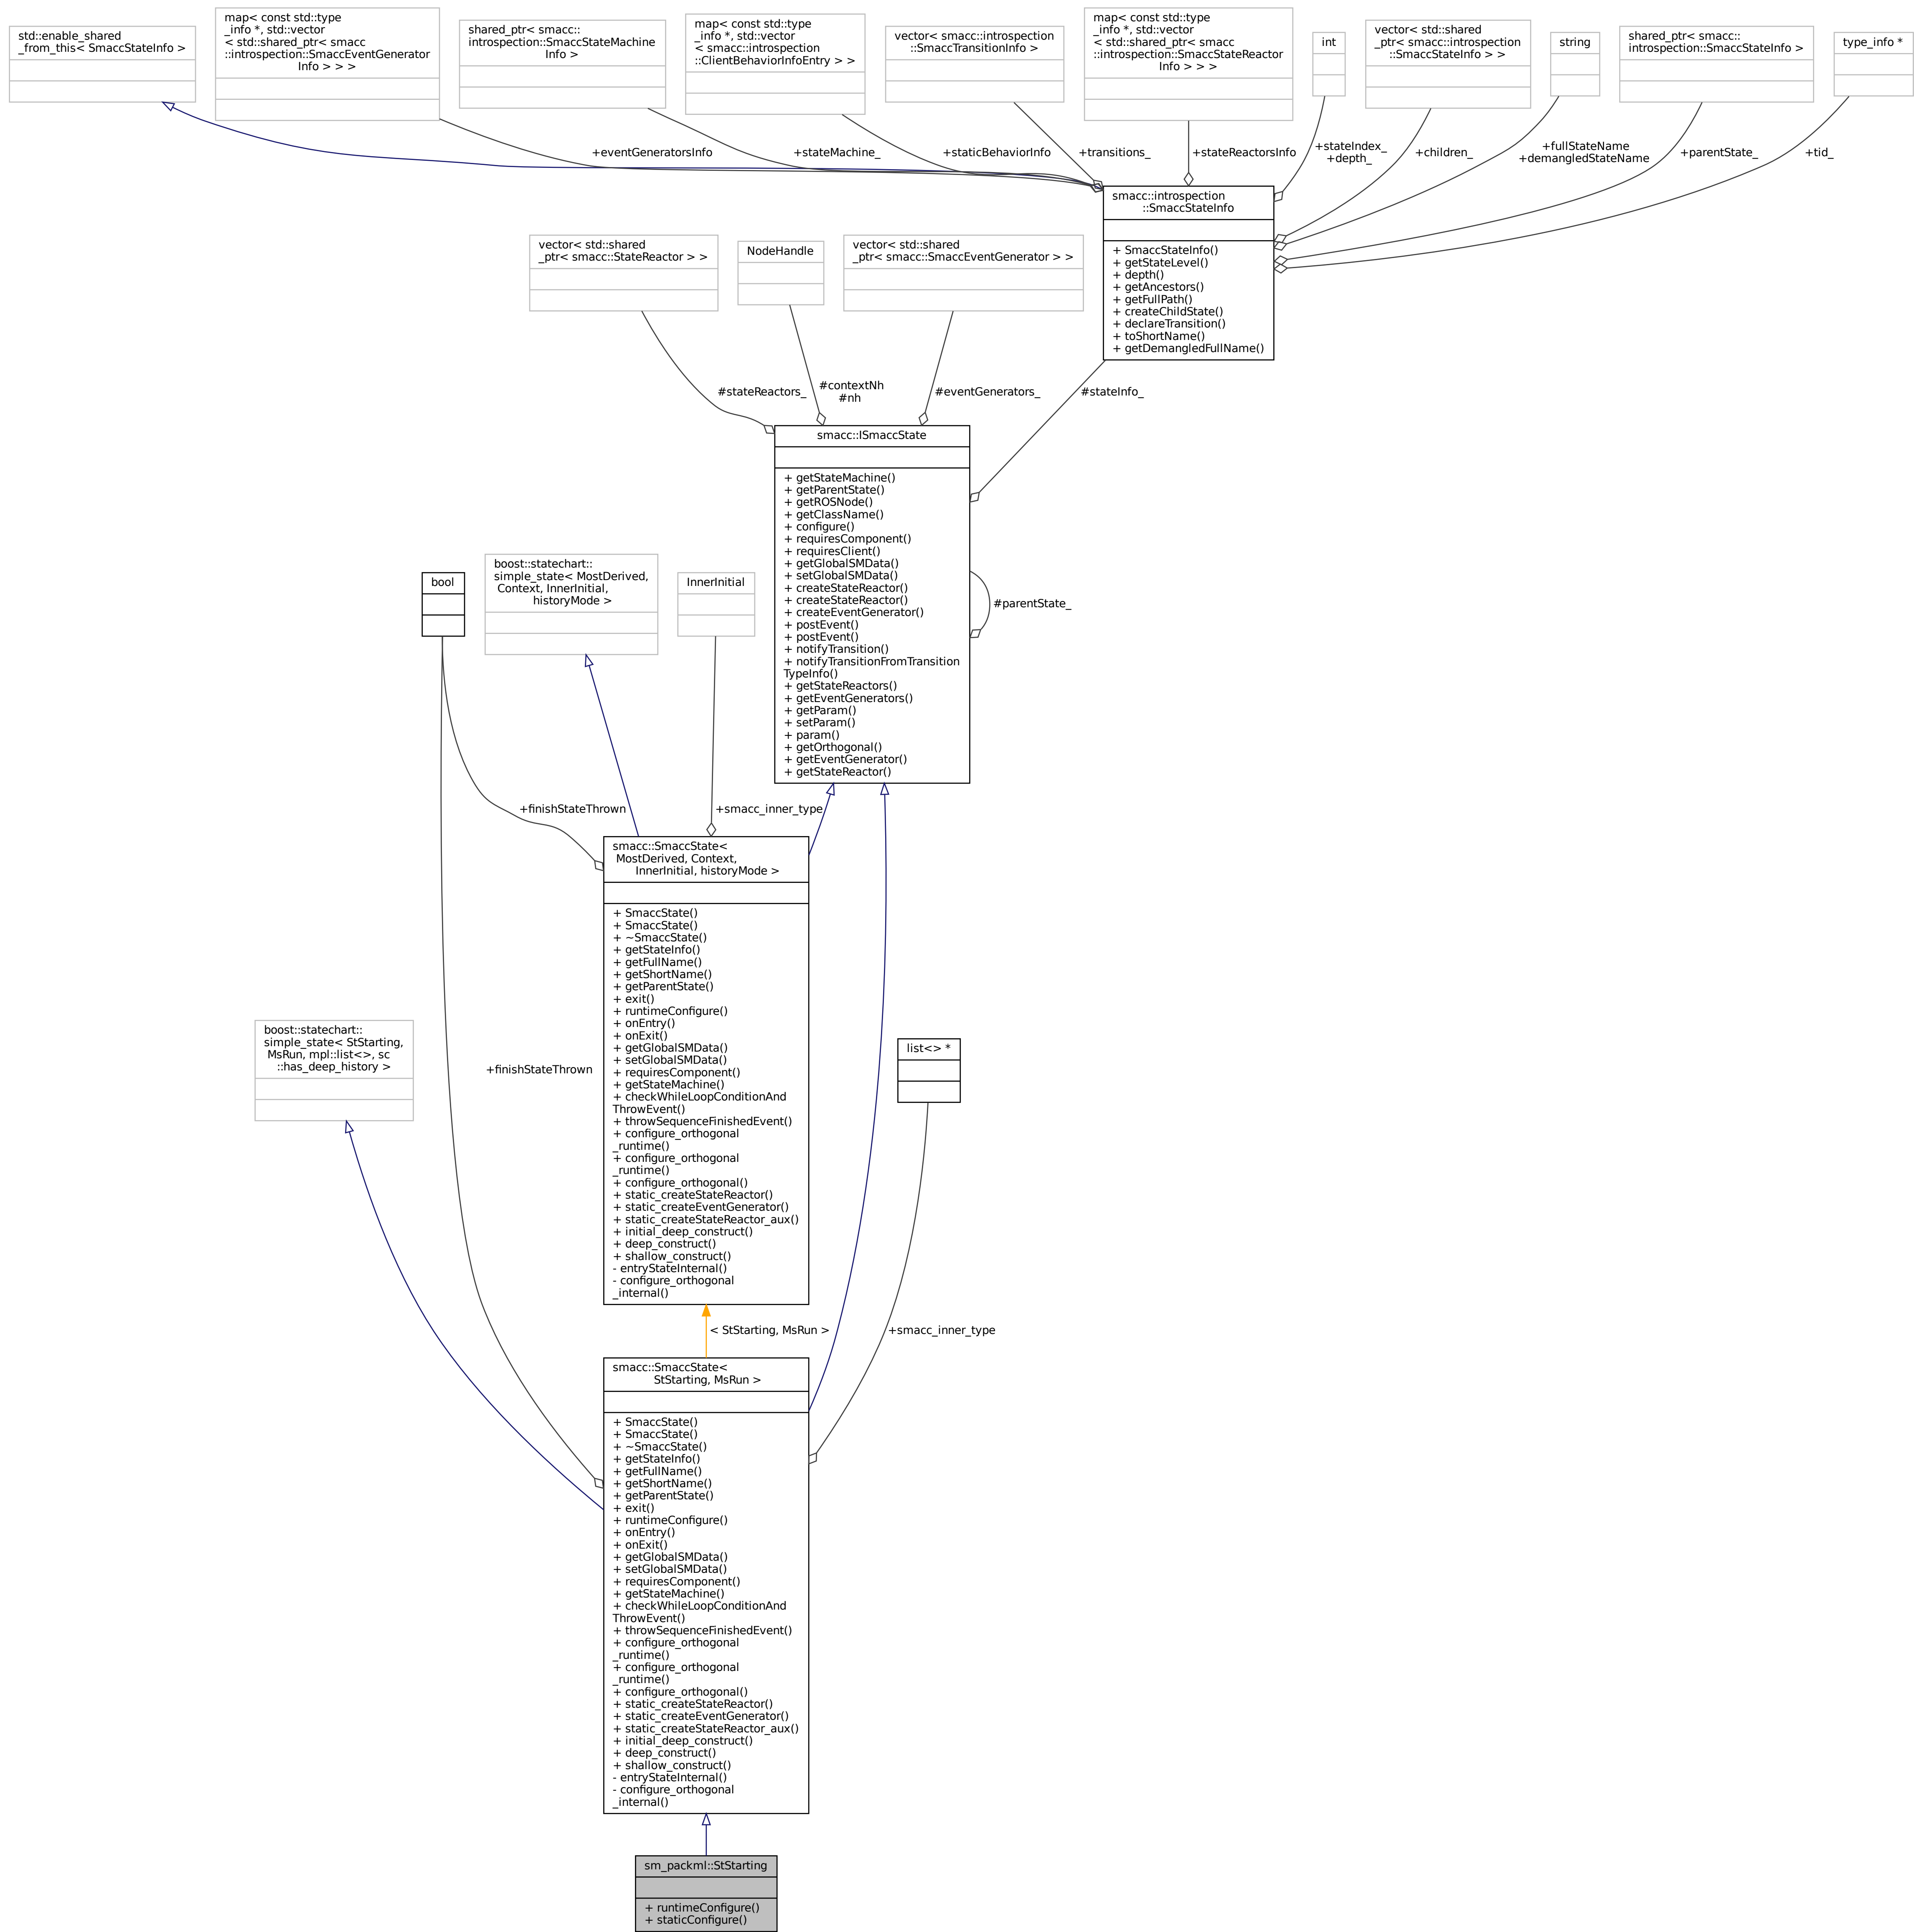 std::enable_shared
_from_this< SmaccStateInfo >
map< const std::type
_info *, std::vector
< std::shared_ptr< smacc
::introspection::SmaccEventGenerator
Info > > >
shared_ptr< smacc::
introspection::SmaccStateMachine
Info >
map< const std::type
_info *, std::vector
< smacc::introspection
::ClientBehaviorInfoEntry > >
vector< smacc::introspection
::SmaccTransitionInfo >
map< const std::type
_info *, std::vector
< std::shared_ptr< smacc
::introspection::SmaccStateReactor
Info > > >
int
vector< std::shared
_ptr< smacc::introspection
::SmaccStateInfo > >
string
shared_ptr< smacc::
introspection::SmaccStateInfo >
type_info *
+eventGeneratorsInfo
+stateMachine_
+staticBehaviorInfo
+transitions_
+stateReactorsInfo
+stateIndex_
+depth_
+children_
+fullStateName
+demangledStateName
+parentState_
+tid_
smacc::introspection
::SmaccStateInfo
+ SmaccStateInfo()
+ getStateLevel()
+ depth()
+ getAncestors()
+ getFullPath()
+ createChildState()
+ declareTransition()
+ toShortName()
+ getDemangledFullName()
vector< std::shared
_ptr< smacc::StateReactor > >
NodeHandle
vector< std::shared
_ptr< smacc::SmaccEventGenerator > >
#stateReactors_
#contextNh
#nh
#eventGenerators_
#stateInfo_
smacc::ISmaccState
+ getStateMachine()
+ getParentState()
+ getROSNode()
+ getClassName()
+ configure()
+ requiresComponent()
+ requiresClient()
+ getGlobalSMData()
+ setGlobalSMData()
+ createStateReactor()
+ createStateReactor()
+ createEventGenerator()
+ postEvent()
+ postEvent()
+ notifyTransition()
+ notifyTransitionFromTransition
TypeInfo()
+ getStateReactors()
+ getEventGenerators()
+ getParam()
+ setParam()
+ param()
+ getOrthogonal()
+ getEventGenerator()
+ getStateReactor()
#parentState_
bool
boost::statechart::
simple_state< MostDerived,
Context, InnerInitial,
historyMode >
InnerInitial
+finishStateThrown
+smacc_inner_type
smacc::SmaccState<
MostDerived, Context,
InnerInitial, historyMode >
+ SmaccState()
+ SmaccState()
+ ~SmaccState()
+ getStateInfo()
+ getFullName()
+ getShortName()
+ getParentState()
+ exit()
+ runtimeConfigure()
+ onEntry()
+ onExit()
+ getGlobalSMData()
+ setGlobalSMData()
+ requiresComponent()
+ getStateMachine()
+ checkWhileLoopConditionAnd
ThrowEvent()
+ throwSequenceFinishedEvent()
+ configure_orthogonal
_runtime()
+ configure_orthogonal
_runtime()
+ configure_orthogonal()
+ static_createStateReactor()
+ static_createEventGenerator()
+ static_createStateReactor_aux()
+ initial_deep_construct()
+ deep_construct()
+ shallow_construct()
- entryStateInternal()
- configure_orthogonal
_internal()
boost::statechart::
simple_state< StStarting,
MsRun, mpl::list<>, sc
::has_deep_history >
+finishStateThrown
list<> *
< StStarting, MsRun >
+smacc_inner_type
smacc::SmaccState<
StStarting, MsRun >
+ SmaccState()
+ SmaccState()
+ ~SmaccState()
+ getStateInfo()
+ getFullName()
+ getShortName()
+ getParentState()
+ exit()
+ runtimeConfigure()
+ onEntry()
+ onExit()
+ getGlobalSMData()
+ setGlobalSMData()
+ requiresComponent()
+ getStateMachine()
+ checkWhileLoopConditionAnd
ThrowEvent()
+ throwSequenceFinishedEvent()
+ configure_orthogonal
_runtime()
+ configure_orthogonal
_runtime()
+ configure_orthogonal()
+ static_createStateReactor()
+ static_createEventGenerator()
+ static_createStateReactor_aux()
+ initial_deep_construct()
+ deep_construct()
+ shallow_construct()
- entryStateInternal()
- configure_orthogonal
_internal()
sm_packml::StStarting
+ runtimeConfigure()
+ staticConfigure()